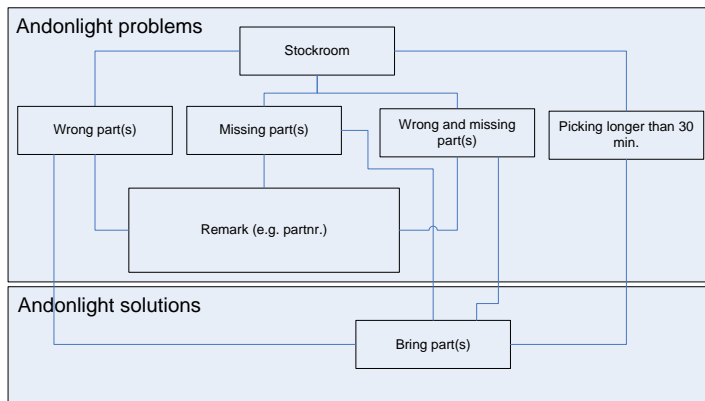 Andonlight problems
Stockroom
Wrong part(s)
Missing part(s)
Wrong and missing
part(s)
Picking longer than 30
min.
Remark (e.g. partnr.)
Andonlight solutions
Bring part(s)